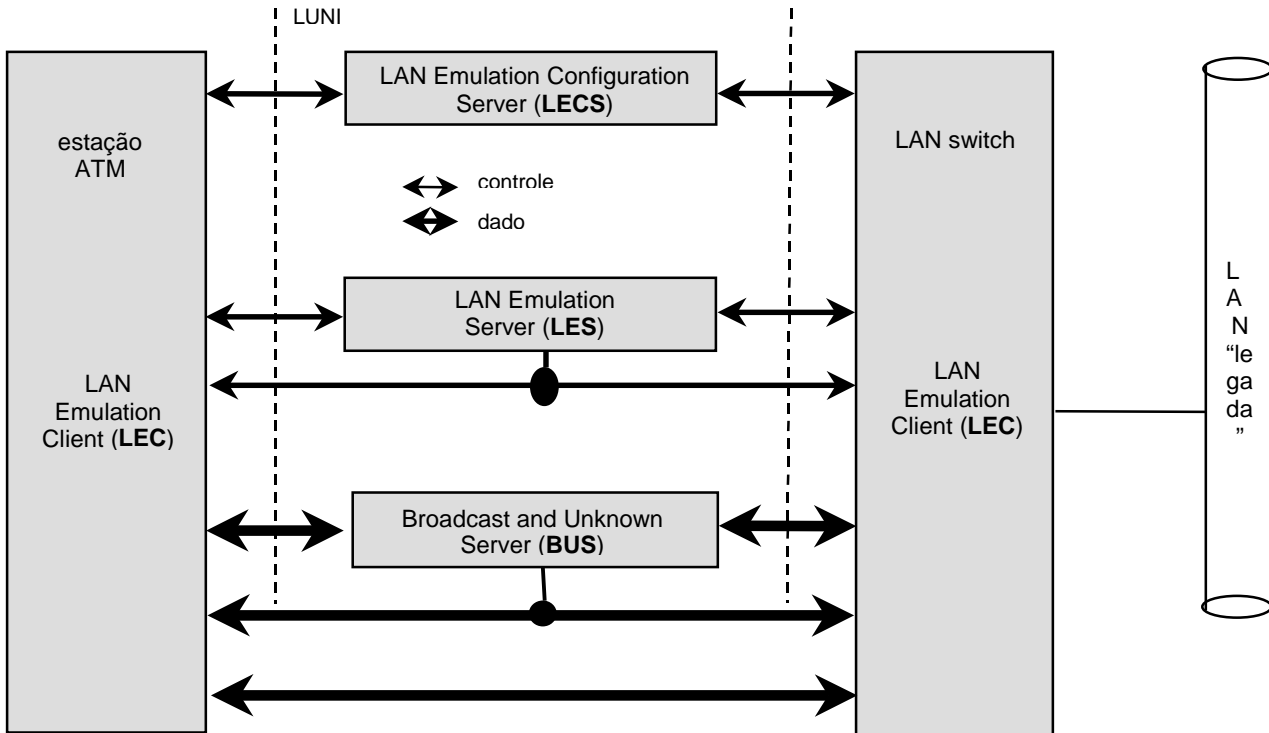 LUNI
LAN Emulation Configuration
Server (LECS)
estação
ATM
LAN switch
controle
dado
LAN Emulation
Server (LES)
LAN
Emulation
Client (LEC)
LAN
Emulation
Client (LEC)
L
A
N
“le
ga
da
”
Broadcast and Unknown
Server (BUS)